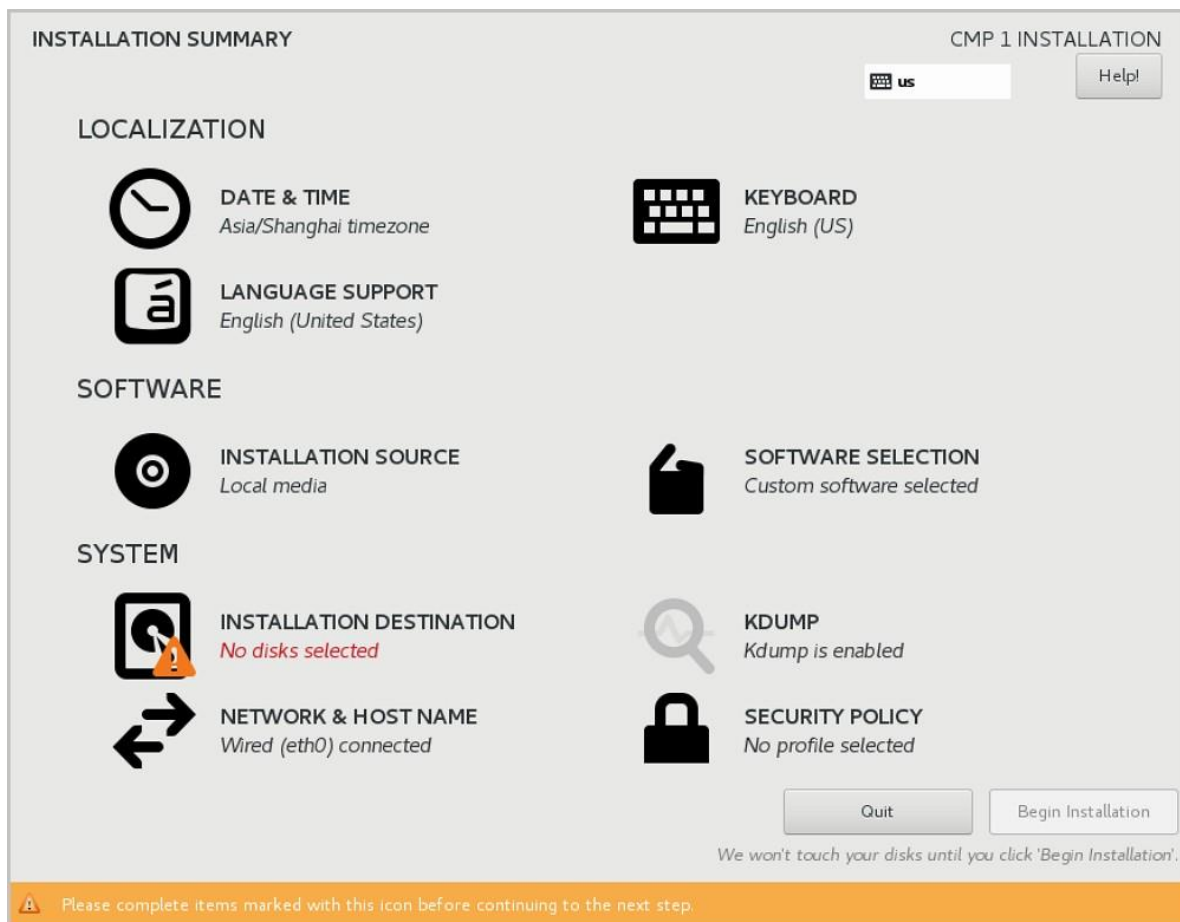 INSTALLATION SUMMARY
CMP 1 INSTALLATION
us
Help!
LOCALIZATION
DATE & TIME
Asia/Shanghai timezone
KEYBOARD
English (US)
LANGUAGE SUPPORT
English (United States)
SOFTWARE
INSTALLATION SOURCE
Local media
SOFTWARE SELECTION
Custom software selected
SYSTEM
INSTALLATION DESTINATION
No disks selected
KDUMP
Kdump is enabled
NETWORK & HOST NAME
Wired (eth0) connected
SECURITY POLICY
No profile selected
Quit
Begin Installation
We won't touch your disks until you click 'Begin Installation'.
Please complete items marked with this icon before continuing to the next step.